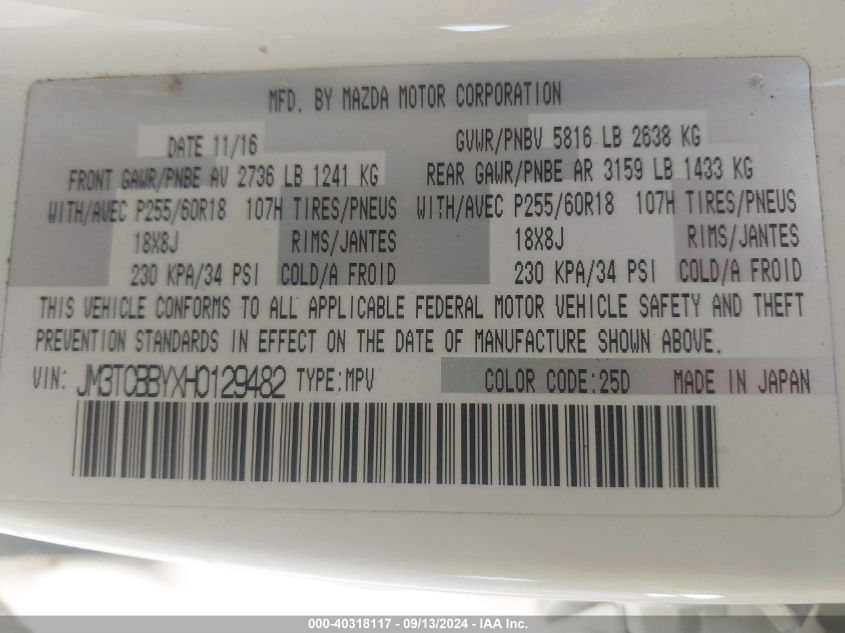 MFD. BY MAZDA MOTOR CORPORATION
DATE 11/16 GVWR/PNBV 5816 LB 2638 KG
FRONT GAWR/PNBE AV 2736 LB 1241 KG REAR GAWR/PNBE AR 3159 LB 1433 KG
WITH/AVEC P255/60R18 107H TIRES/PNEUS WITH/AVEC P255/60R18 107H TIRES/PNEUS
18X8J RIMS/JANTES 18X8J RIMS/JANTES
230 KPA/34 PSI COLD/A FROID 230 KPA/34 PSI COLD/A FROID
THIS VEHICLE CONFORMS TO ALL APPLICABLE FEDERAL MOTOR VEHICLE SAFETY AND THEFT
PREVENTION STANDARDS IN EFFECT ON THE DATE OF MANUFACTURE SHOWN ABOVE.
VIN: JM3TCBBYXH0129482 TYPE:MPV COLOR CODE:25D MADE IN JAPAN
000-40318117 - 09/13/2024 - IAA Inc.